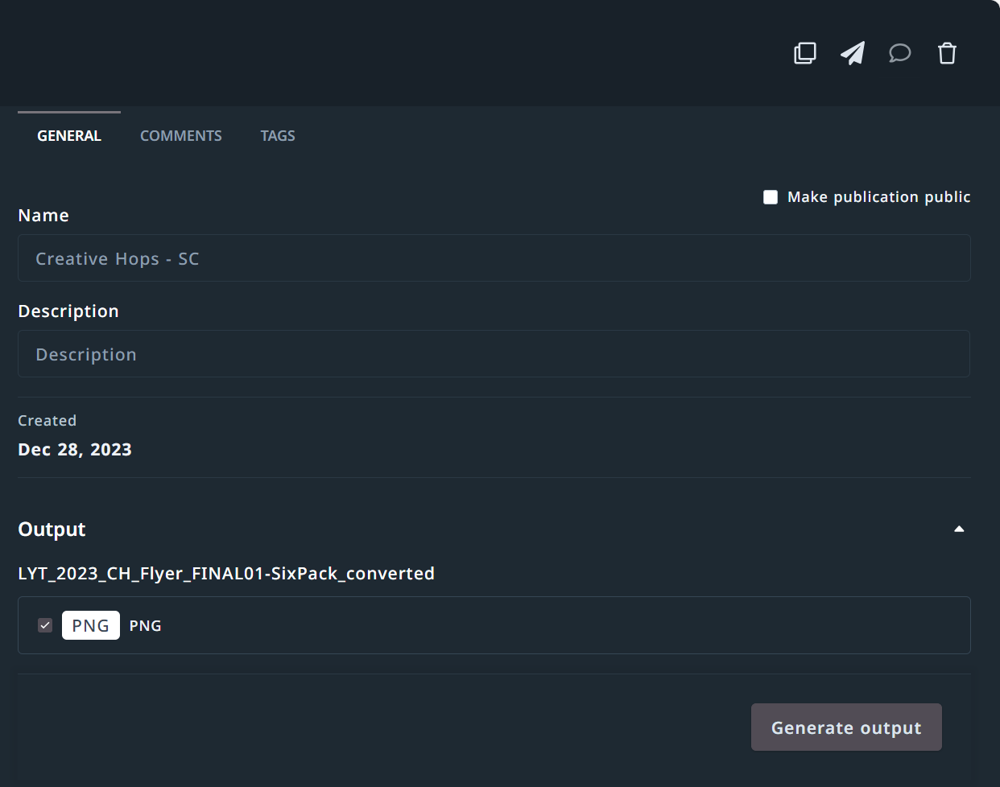 GENERAL COMMENTS TAGS
Make publication public
Name
Creative Hops - SC
Description
Description
Created
Dec 28, 2023
Output
LYT_2023_CH_Flyer_FINAL01-SixPack_converted
PNG PNG
Generate output